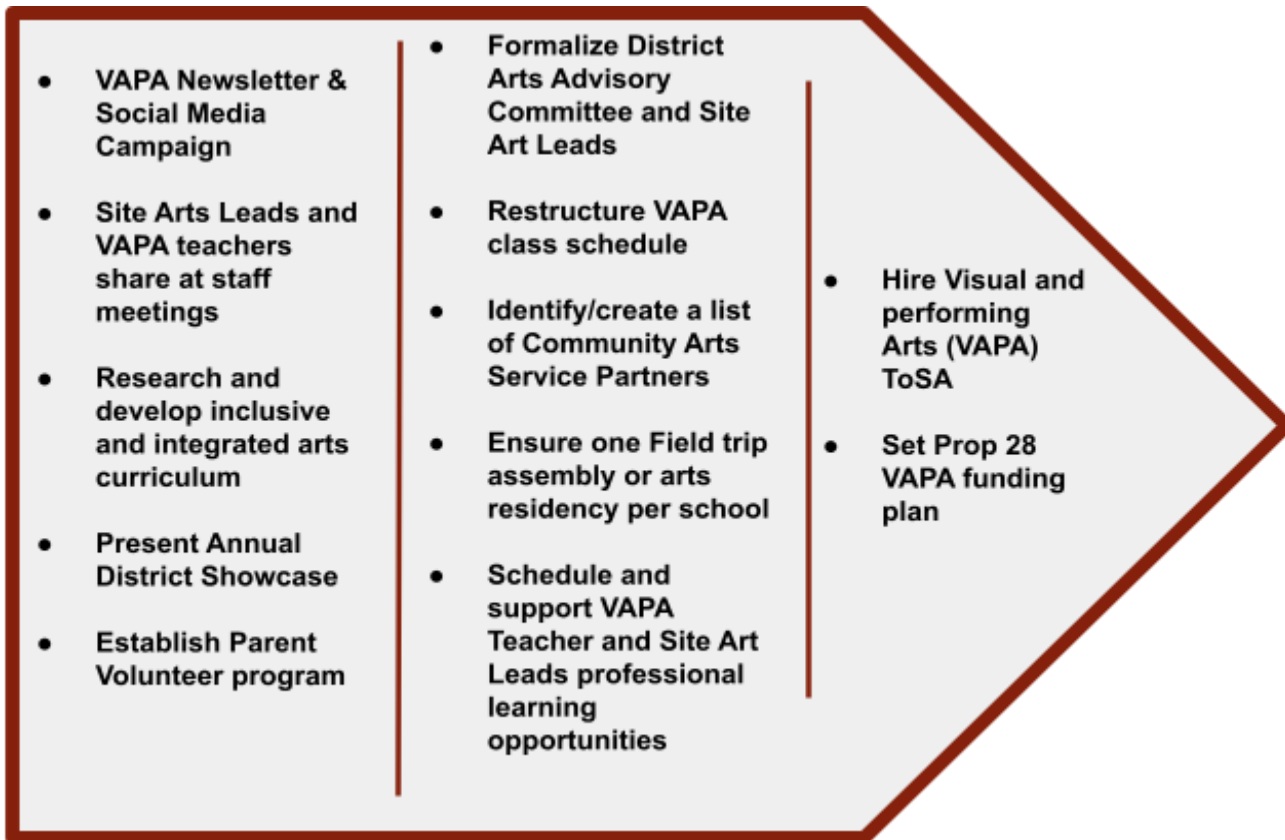 ● VAPA Newsletter &
Social Media
Campaign
● Site Arts Leads and
VAPA teachers
share at staff
meetings
● Research and
develop inclusive
and integrated arts
curriculum
● Present Annual
District Showcase
● Establish Parent
Volunteer program
● Formalize District
Arts Advisory
Committee and Site
Art Leads
● Restructure VAPA
class schedule
● Identify/create a list
of Community Arts
Service Partners
● Ensure one Field trip
assembly or arts
residency per school
● Schedule and
support VAPA
Teacher and Site Art
Leads professional
learning
opportunities
● Hire Visual and
performing
Arts (VAPA)
ToSA
● Set Prop 28
VAPA funding
plan